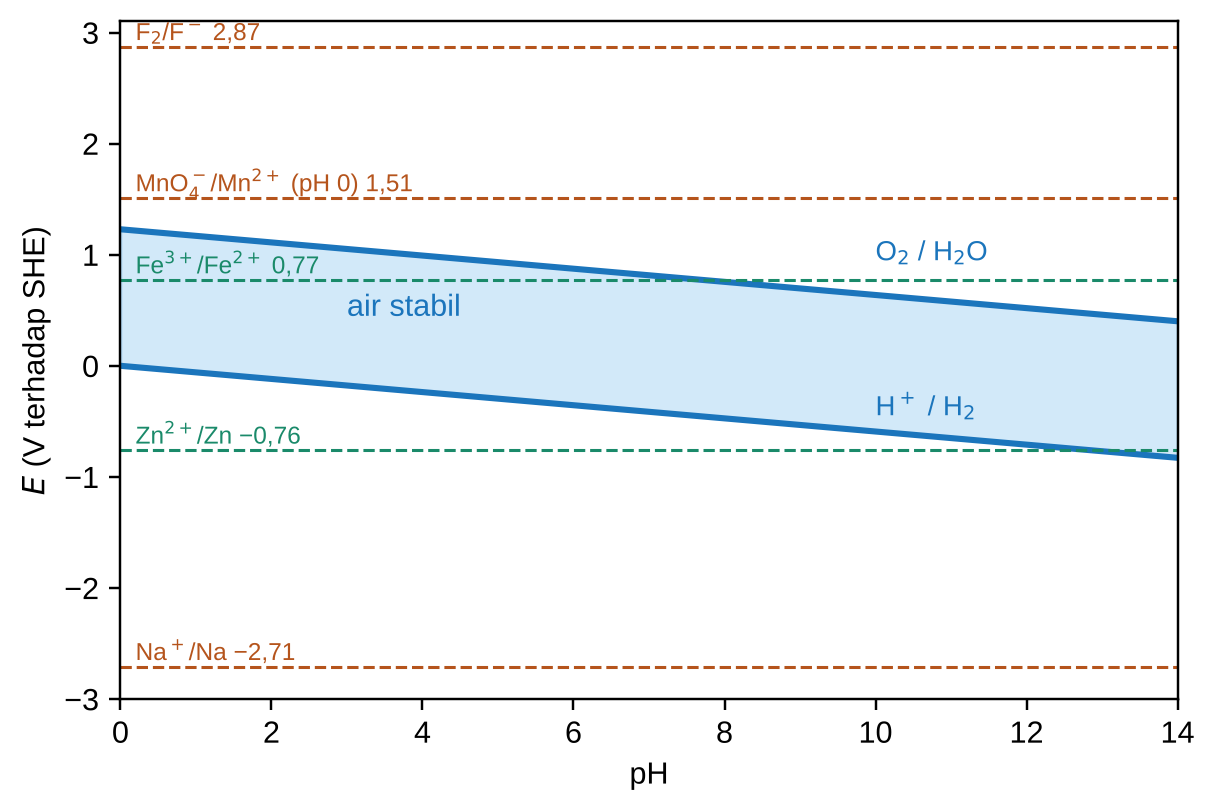 3
F₂/F⁻ 2,87
2
MnO₄⁻/Mn²⁺ (pH 0) 1,51
1
O₂ / H₂O
Fe³⁺/Fe²⁺ 0,77
air stabil
E (V terhadap SHE)
0
H⁺ / H₂
Zn²⁺/Zn −0,76
−1
−2
Na⁺/Na −2,71
−3
0 2 4 6 8 10 12 14
pH